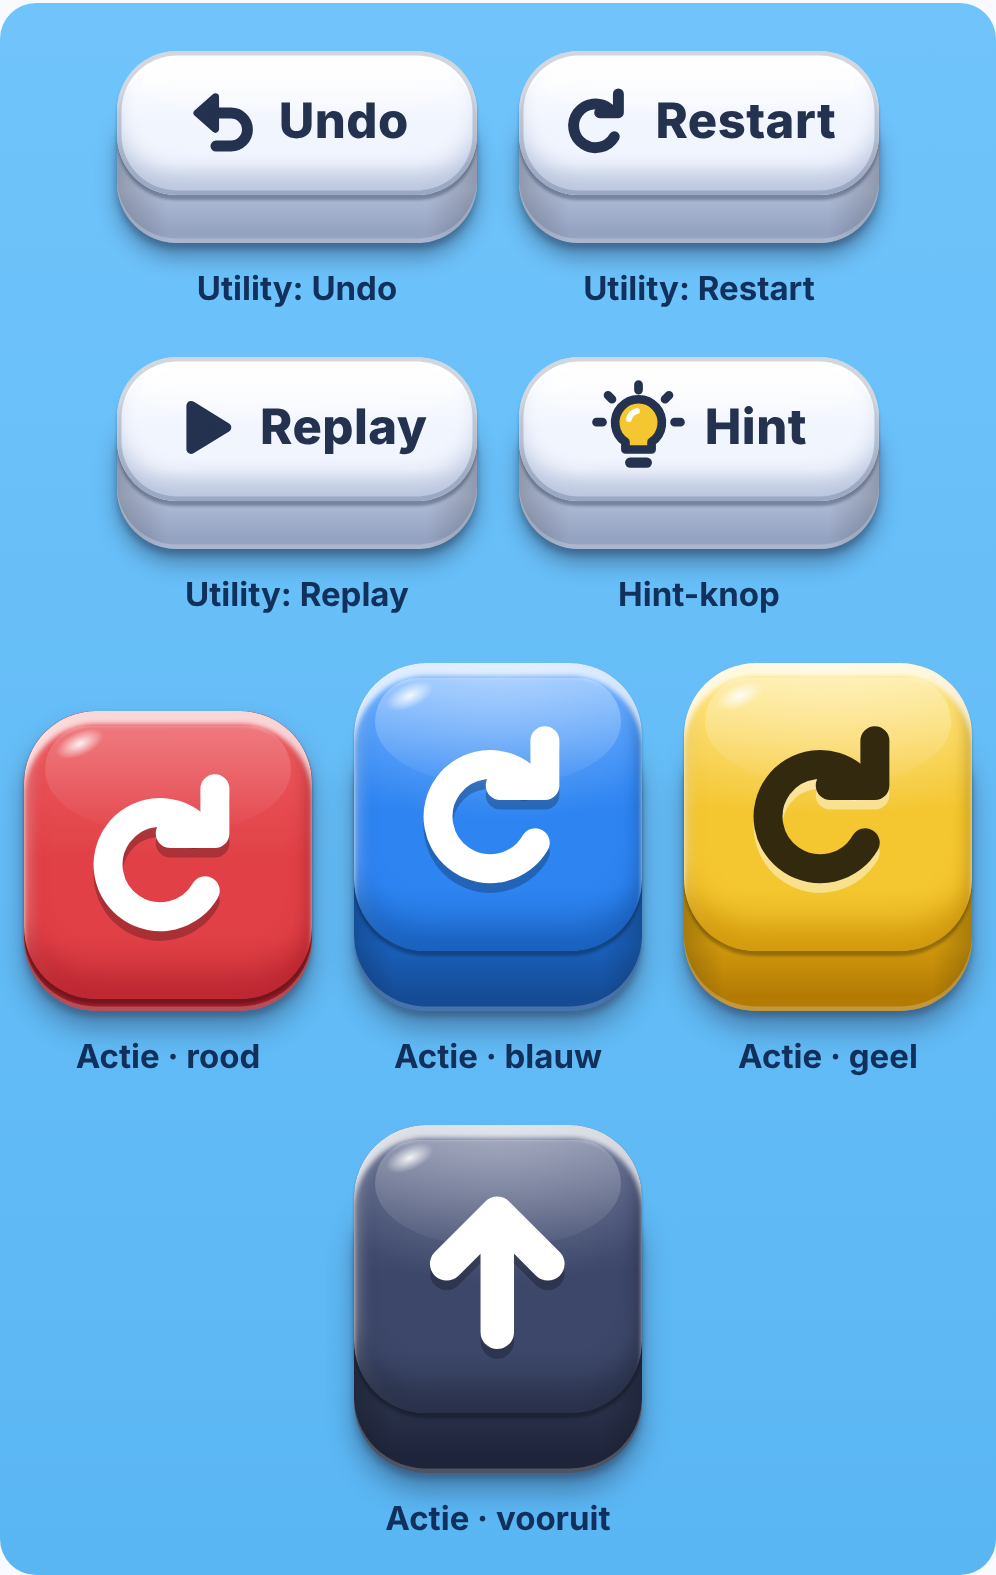 Undo
Restart
Utility: Undo
Utility: Restart
Replay
Hint
Utility: Replay
Hint-knop
Actie · rood
Actie · blauw
Actie · geel
Actie · vooruit